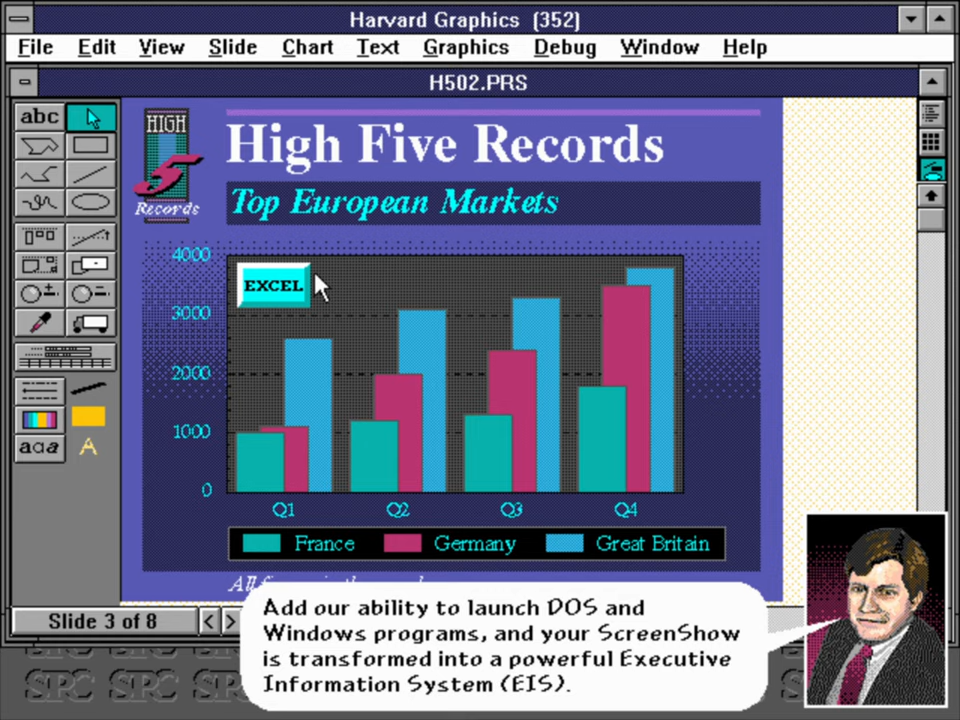 Harvard Graphics (352)
File Edit View Slide Chart Text Graphics Debug Window Help
H502.PRS
abc
HIGH
5
Records
High Five Records
Top European Markets
EXCEL
4000
3000
2000
1000
0
Q1 Q2 Q3 Q4
France Germany Great Britain
aaa
A
All
Slide 3 of 8
Add our ability to launch DOS and
Windows programs, and your ScreenShow
is transformed into a powerful Executive
Information System (EIS).
SPC SPC SPC